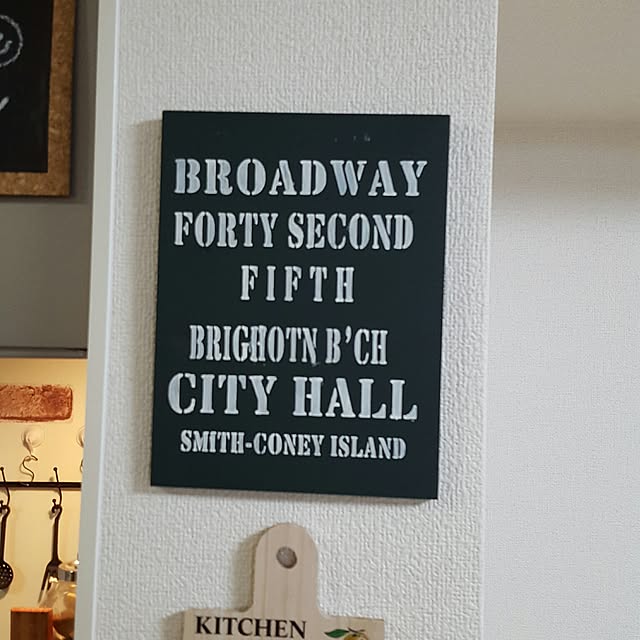 BROADWAY
FORTY SECOND
FIFTH
BRIGHOTN B'CH
CITY HALL
SMITH-CONEY ISLAND
KITCHEN